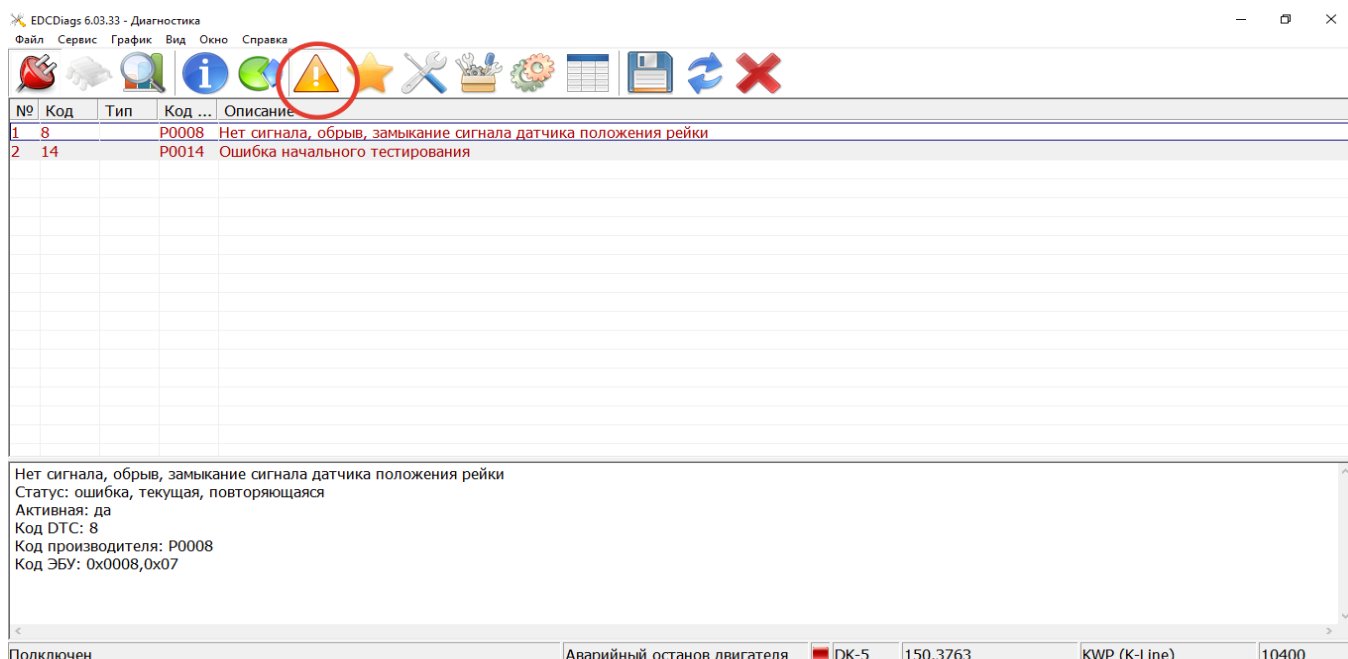 EDCDiags 6.03.33 - Диагностика
Файл Сервис График Вид Окно Справка
№ Код Тип Код ... Описание
1 8 P0008 Нет сигнала, обрыв, замыкание сигнала датчика положения рейки
2 14 P0014 Ошибка начального тестирования
Нет сигнала, обрыв, замыкание сигнала датчика положения рейки
Статус: ошибка, текущая, повторяющаяся
Активная: да
Код DTC: 8
Код производителя: P0008
Код ЭБУ: 0x0008,0x07
Подключен Аварийный останов двигателя DK-5 150.3763 KWP (K-Line) 10400